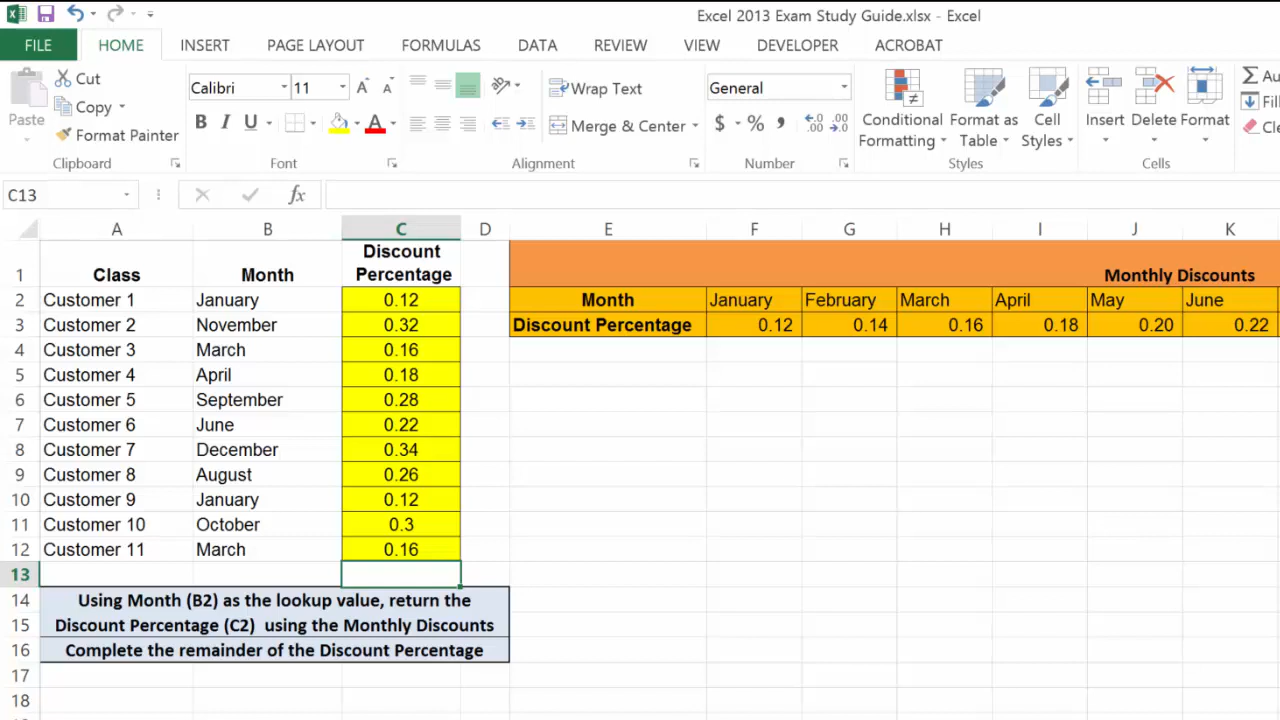 Excel 2013 Exam Study Guide.xlsx - Excel
FILE HOME INSERT PAGE LAYOUT FORMULAS DATA REVIEW VIEW DEVELOPER ACROBAT
Cut
Copy
Format Painter
Paste
Clipboard
Calibri 11
B I U
Font
Wrap Text
Merge & Center
Alignment
General
$ % ,
Number
Conditional Formatting
Format as Table
Cell Styles
Styles
Insert Delete Format
Cells
C13 fx
A B C D E F G H I J K
1 Class Month Discount Percentage Monthly Discounts
2 Customer 1 January 0.12 Month January February March April May June
3 Customer 2 November 0.32 Discount Percentage 0.12 0.14 0.16 0.18 0.20 0.22
4 Customer 3 March 0.16
5 Customer 4 April 0.18
6 Customer 5 September 0.28
7 Customer 6 June 0.22
8 Customer 7 December 0.34
9 Customer 8 August 0.26
10 Customer 9 January 0.12
11 Customer 10 October 0.3
12 Customer 11 March 0.16
13
14 Using Month (B2) as the lookup value, return the
15 Discount Percentage (C2) using the Monthly Discounts
16 Complete the remainder of the Discount Percentage
17
18